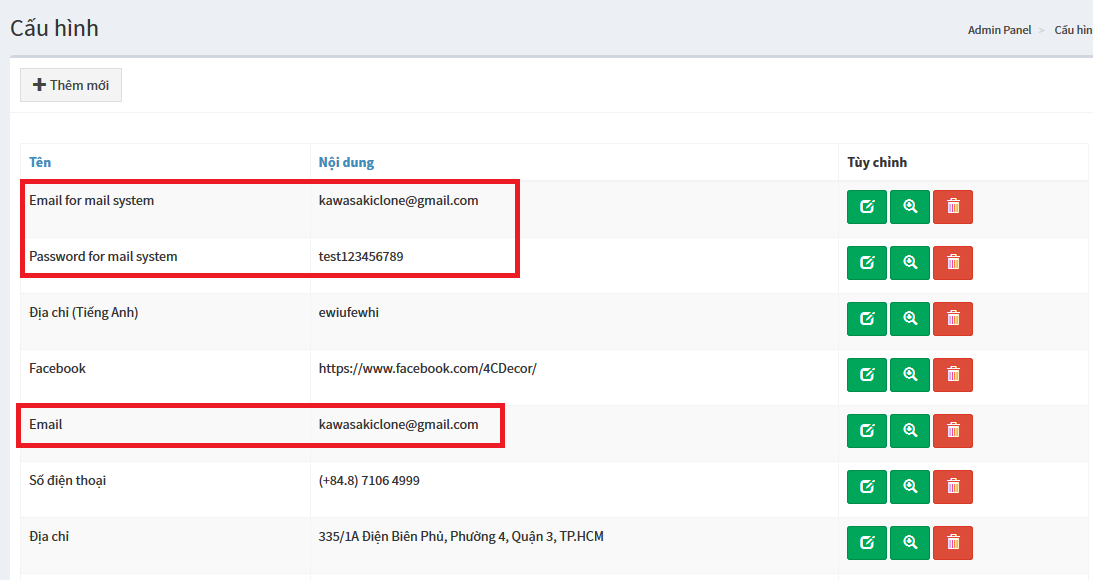 Cấu hình
Admin Panel > Cấu hìn
Thêm mới
Tên Nội dung Tùy chỉnh
Email for mail system kawasakiclone@gmail.com
Password for mail system test123456789
Địa chỉ (Tiếng Anh) ewiufewhi
Facebook https://www.facebook.com/4CDecor/
Email kawasakiclone@gmail.com
Số điện thoại (+84.8) 7106 4999
Địa chỉ 335/1A Điện Biên Phủ, Phường 4, Quận 3, TP.HCM